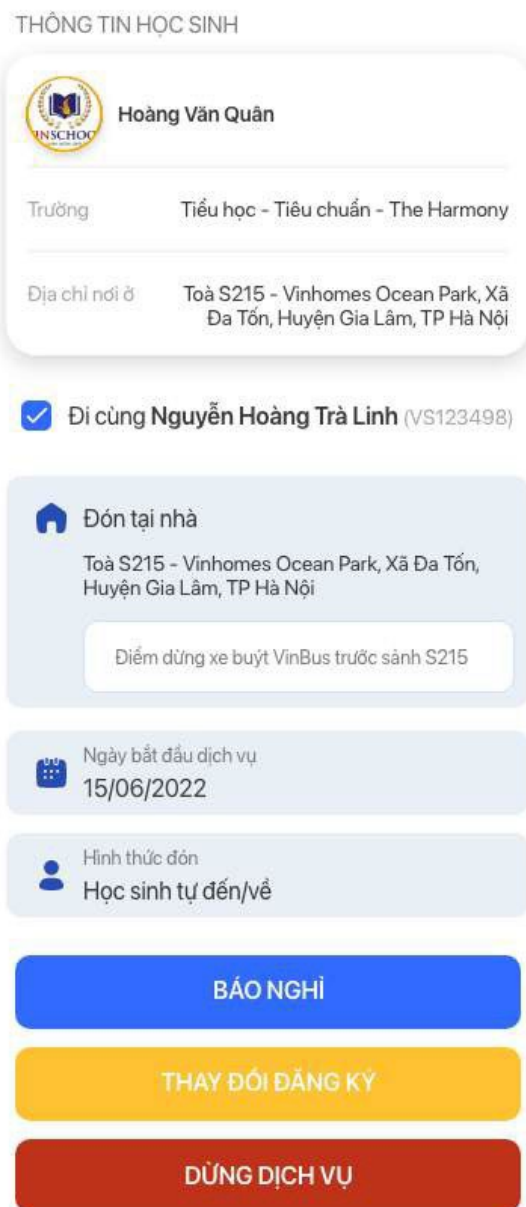 THÔNG TIN HỌC SINH
INSCHOO
Hoàng Văn Quân
Trường
Tiểu học - Tiêu chuẩn - The Harmony
Địa chỉ nơi ở
Toà S215 - Vinhomes Ocean Park, Xã
Đa Tốn, Huyện Gia Lâm, TP Hà Nội
Đi cùng Nguyễn Hoàng Trà Linh (VS123498)
Đón tại nhà
Toà S215 - Vinhomes Ocean Park, Xã Đa Tốn,
Huyện Gia Lâm, TP Hà Nội
Điểm dừng xe buýt VinBus trước sảnh S215
Ngày bắt đầu dịch vụ
15/06/2022
Hình thức đón
Học sinh tự đến/về
BÁO NGHỈ
THAY ĐỔI ĐĂNG KÝ
DỪNG DỊCH VỤ